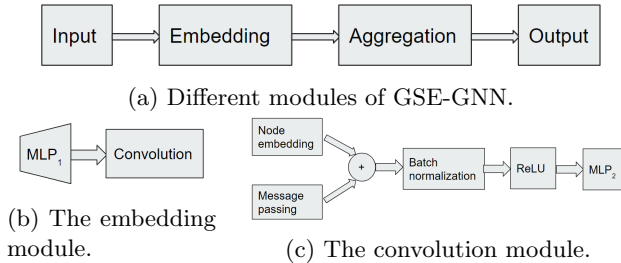 Input Embedding Aggregation Output
(a) Different modules of GSE-GNN.
MLP₁ Convolution
(b) The embedding
module.
Node
embedding
Message
passing
+
Batch
normalization
ReLU
MLP₂
(c) The convolution module.